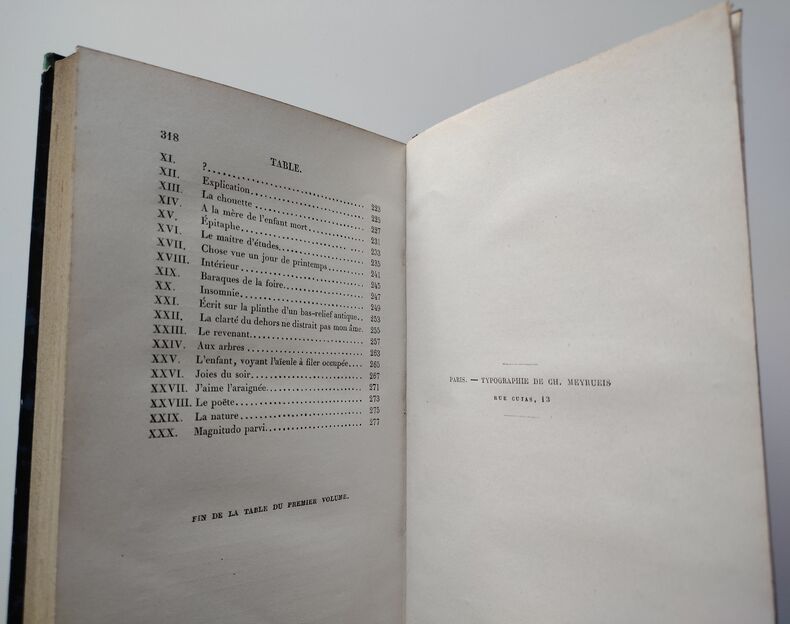 318
TABLE.
XI. ?.................... 223
XII. Explication.................... 225
XIII. La chouette.................... 227
XIV. A la mère de l'enfant mort.................... 231
XV. Épitaphe.................... 233
XVI. Le maître d'études.................... 235
XVII. Chose vue un jour de printemps.................... 241
XVIII. Intérieur.................... 245
XIX. Baraques de la foire.................... 247
XX. Insomnie.................... 249
XXI. Écrit sur la plinthe d'un bas-relief antique.. 253
XXII. La clarté du dehors ne distrait pas mon âme. 255
XXIII. Le revenant.................... 257
XXIV. Aux arbres.................... 263
XXV. L'enfant, voyant l'aïeule à filer occupée.... 265
XXVI. Joies du soir.................... 267
XXVII. J'aime l'araignée.................... 271
XXVIII. Le poëte.................... 273
XXIX. La nature.................... 275
XXX. Magnitudo parvi.................... 277
FIN DE LA TABLE DU PREMIER VOLUME.
PARIS. — TYPOGRAPHIE DE CH. MEYRUEIS
RUE CUJAS, 13